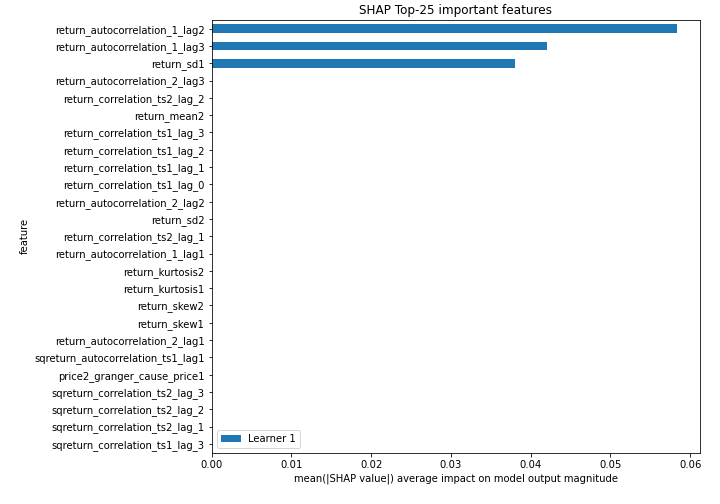 SHAP Top-25 important features
return_autocorrelation_1_lag2
return_autocorrelation_1_lag3
return_sd1
return_autocorrelation_2_lag3
return_correlation_ts2_lag_2
return_mean2
return_correlation_ts1_lag_3
return_correlation_ts1_lag_2
return_correlation_ts1_lag_1
return_correlation_ts1_lag_0
return_autocorrelation_2_lag2
return_sd2
return_correlation_ts2_lag_1
return_autocorrelation_1_lag1
return_kurtosis2
return_kurtosis1
return_skew2
return_skew1
return_autocorrelation_2_lag1
sqreturn_autocorrelation_ts1_lag1
price2_granger_cause_price1
sqreturn_correlation_ts2_lag_3
sqreturn_correlation_ts2_lag_2
sqreturn_correlation_ts2_lag_1
sqreturn_correlation_ts1_lag_3
feature
Learner 1
0.00 0.01 0.02 0.03 0.04 0.05 0.06
mean(|SHAP value|) average impact on model output magnitude